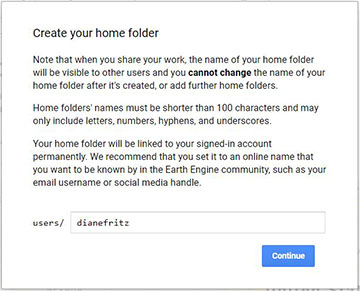 Create your home folder
Note that when you share your work, the name of your home folder
will be visible to other users and you cannot change the name of your
home folder after it's created, or add further home folders.
Home folders' names must be shorter than 100 characters and may
only include letters, numbers, hyphens, and underscores.
Your home folder will be linked to your signed-in account
permanently. We recommend that you set it to an online name that
you want to be known by in the Earth Engine community, such as your
email username or social media handle.
users/ dianefritz
Continue